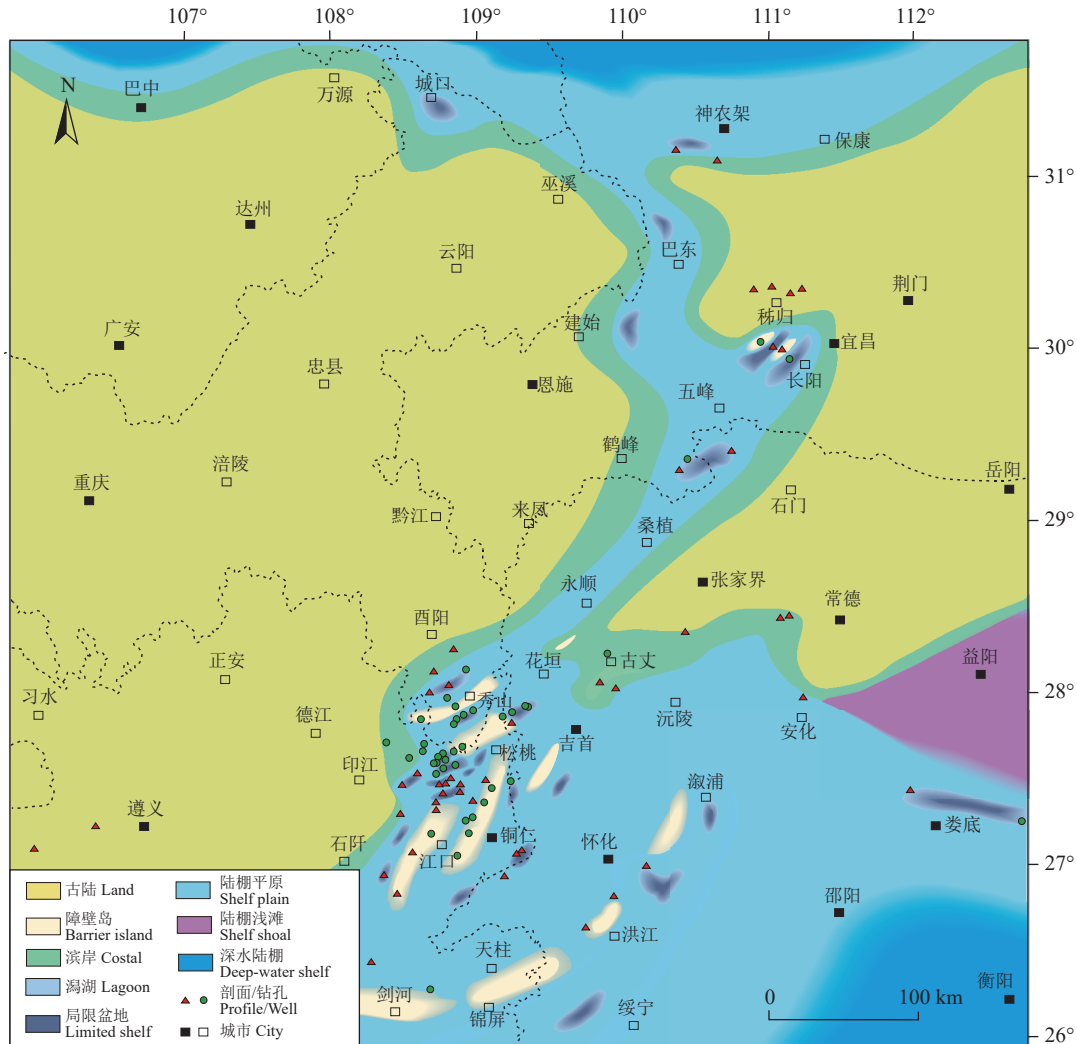 107°
108°
109°
110°
111°
112°
N
巴中
万源
城口
神农架
保康
31°
巫溪
达州
云阳
巴东
荆门
秭归
建始
广安
宜昌
30°
忠县
恩施
长阳
五峰
鹤峰
涪陵
重庆
岳阳
石门
黔江
来凤
29°
桑植
张家界
永顺
常德
酉阳
古丈
花垣
益阳
正安
28°
习水
秀山
沅陵
安化
德江
吉首
松桃
印江
溆浦
遵义
铜仁
娄底
石阡
江口
怀化
27°
邵阳
洪江
天柱
衡阳
剑河
锦屏
绥宁
26°
古陆 Land
障壁岛
Barrier island
滨岸 Costal
潟湖 Lagoon
局限盆地
Limited shelf
陆棚平原
Shelf plain
陆棚浅滩
Shelf shoal
深水陆棚
Deep-water shelf
剖面/钻孔
Profile/Well
城市 City
0
100 km